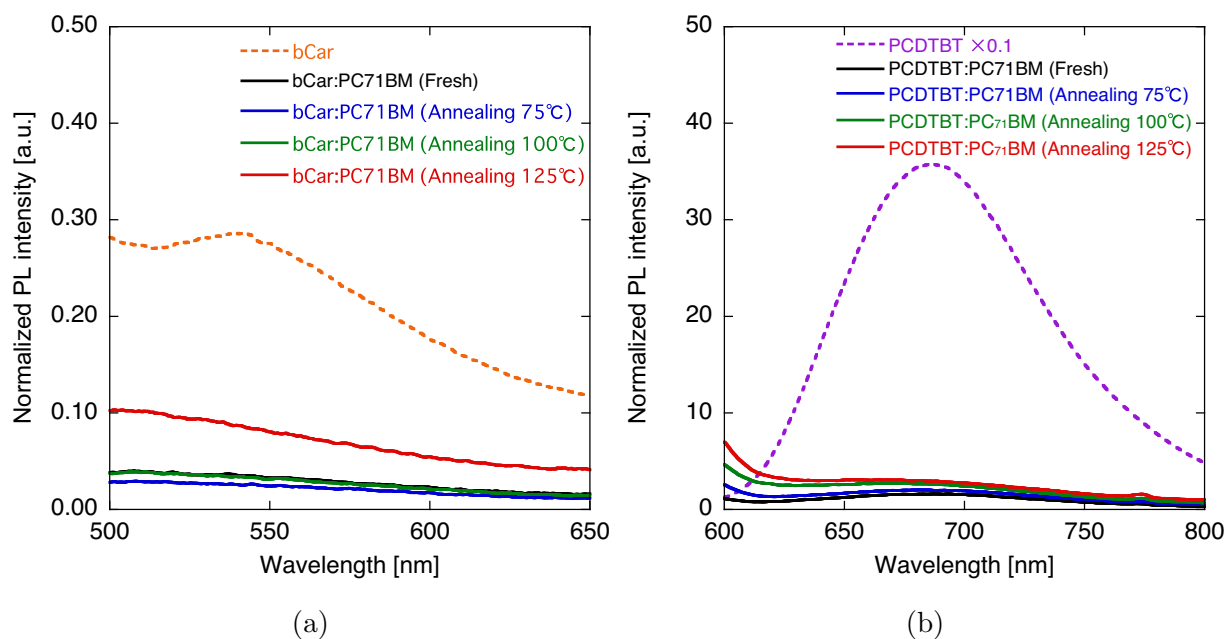 0.50
0.40
0.30
0.20
0.10
0.00
Normalized PL intensity [a.u.]
bCar
bCar:PC71BM (Fresh)
bCar:PC71BM (Annealing 75℃)
bCar:PC71BM (Annealing 100℃)
bCar:PC71BM (Annealing 125℃)
500 550 600 650
Wavelength [nm]
(a)
50
40
30
20
10
0
Normalized PL intensity [a.u.]
PCDTBT ×0.1
PCDTBT:PC71BM (Fresh)
PCDTBT:PC71BM (Annealing 75℃)
PCDTBT:PC₇₁BM (Annealing 100℃)
PCDTBT:PC₇₁BM (Annealing 125℃)
600 650 700 750 800
Wavelength [nm]
(b)